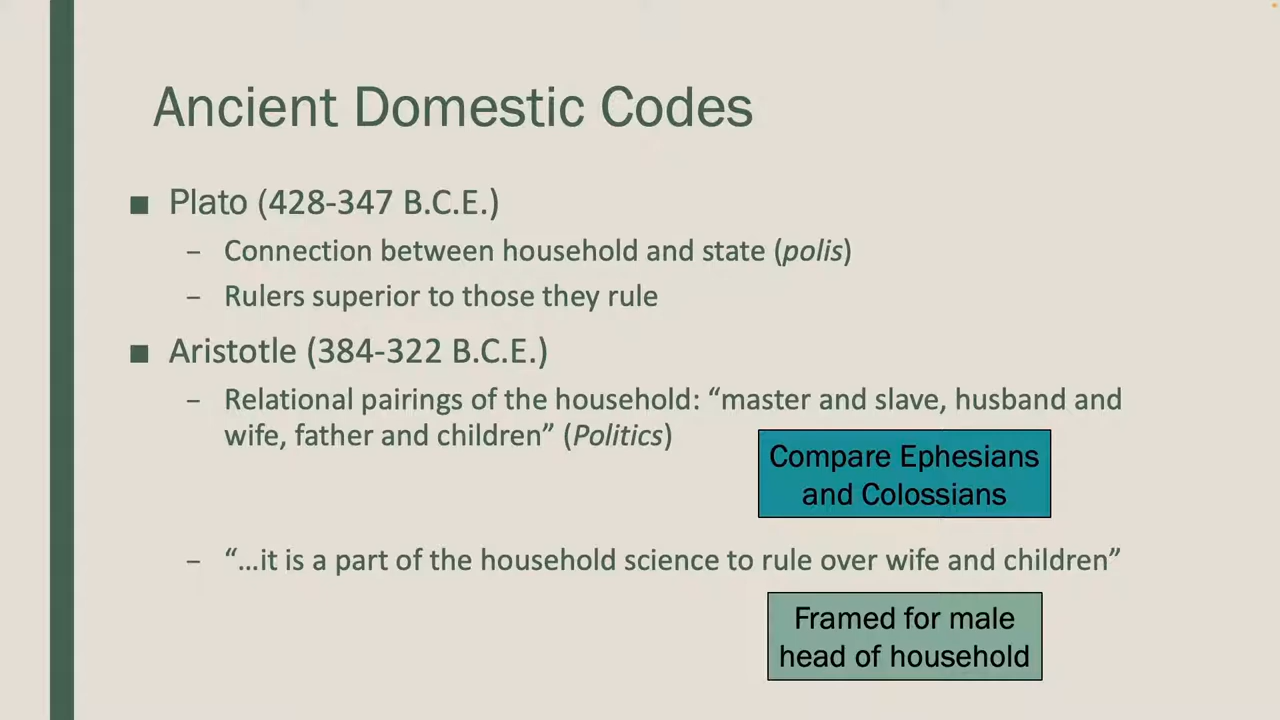 Ancient Domestic Codes
■ Plato (428-347 B.C.E.)
– Connection between household and state (polis)
– Rulers superior to those they rule
■ Aristotle (384-322 B.C.E.)
– Relational pairings of the household: “master and slave, husband and
wife, father and children” (Politics)
Compare Ephesians
and Colossians
– “…it is a part of the household science to rule over wife and children”
Framed for male
head of household